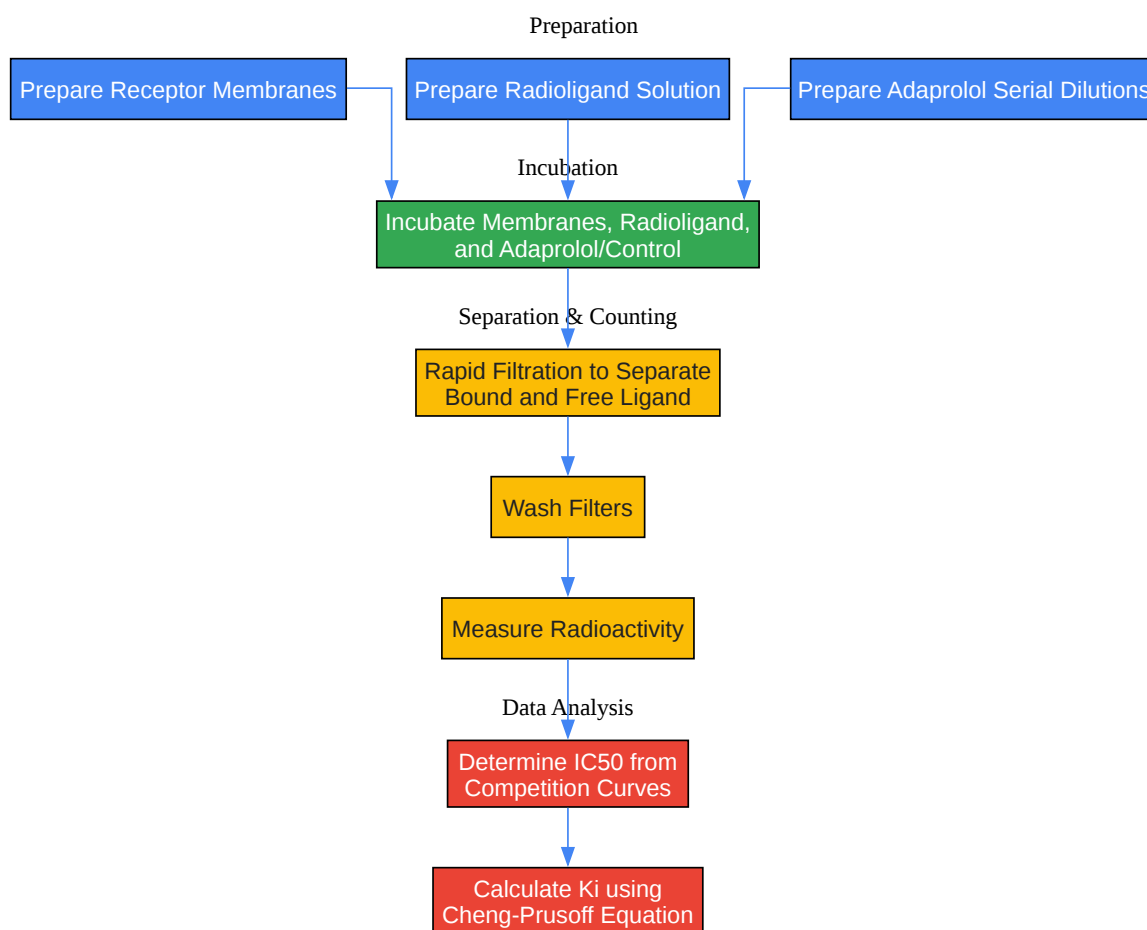 Preparation
Prepare Receptor Membranes
Prepare Radioligand Solution
Prepare Adaprolol Serial Dilutions
Incubation
Incubate Membranes, Radioligand,
and Adaprolol/Control
Separation & Counting
Rapid Filtration to Separate
Bound and Free Ligand
Wash Filters
Measure Radioactivity
Data Analysis
Determine IC50 from
Competition Curves
Calculate Ki using
Cheng-Prusoff Equation